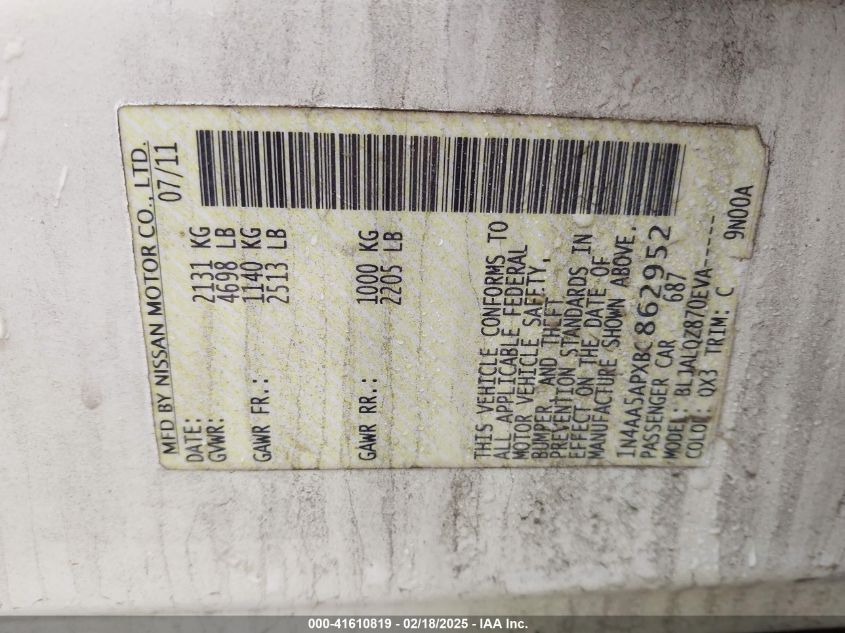 MFD BY NISSAN MOTOR CO., LTD.
DATE: 07/11
GVWR: 2131 KG
4698 LB
GAWR FR.: 1140 KG
2513 LB
GAWR RR.: 1000 KG
2205 LB
THIS VEHICLE CONFORMS TO
ALL APPLICABLE FEDERAL
MOTOR VEHICLE SAFETY,
BUMPER, AND THEFT
PREVENTION STANDARDS IN
EFFECT ON THE DATE OF
MANUFACTURE SHOWN ABOVE.
1N4AA5APXBC862952
PASSENGER CAR 687
MODEL: BLJALQZ870EVA-----
COLOR: QX3 TRIM: C
9N00A
000-41610819 - 02/18/2025 - IAA Inc.